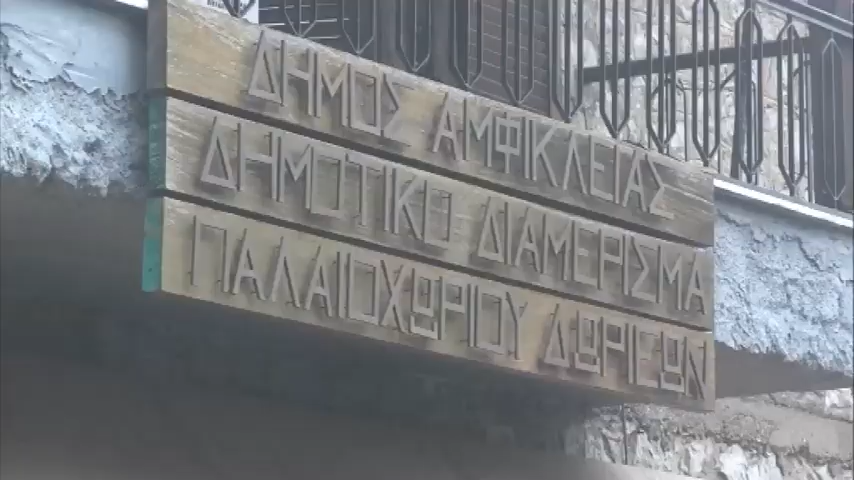 ΔΗΜΟΣ ΑΜΦΙΚΛΕΙΑΣ
ΔΗΜΟΤΙΚΟ ΔΙΑΜΕΡΙΣΜΑ
ΠΑΛΑΙΟΧΩΡΙΟΥ ΔΩΡΙΕΩΝ